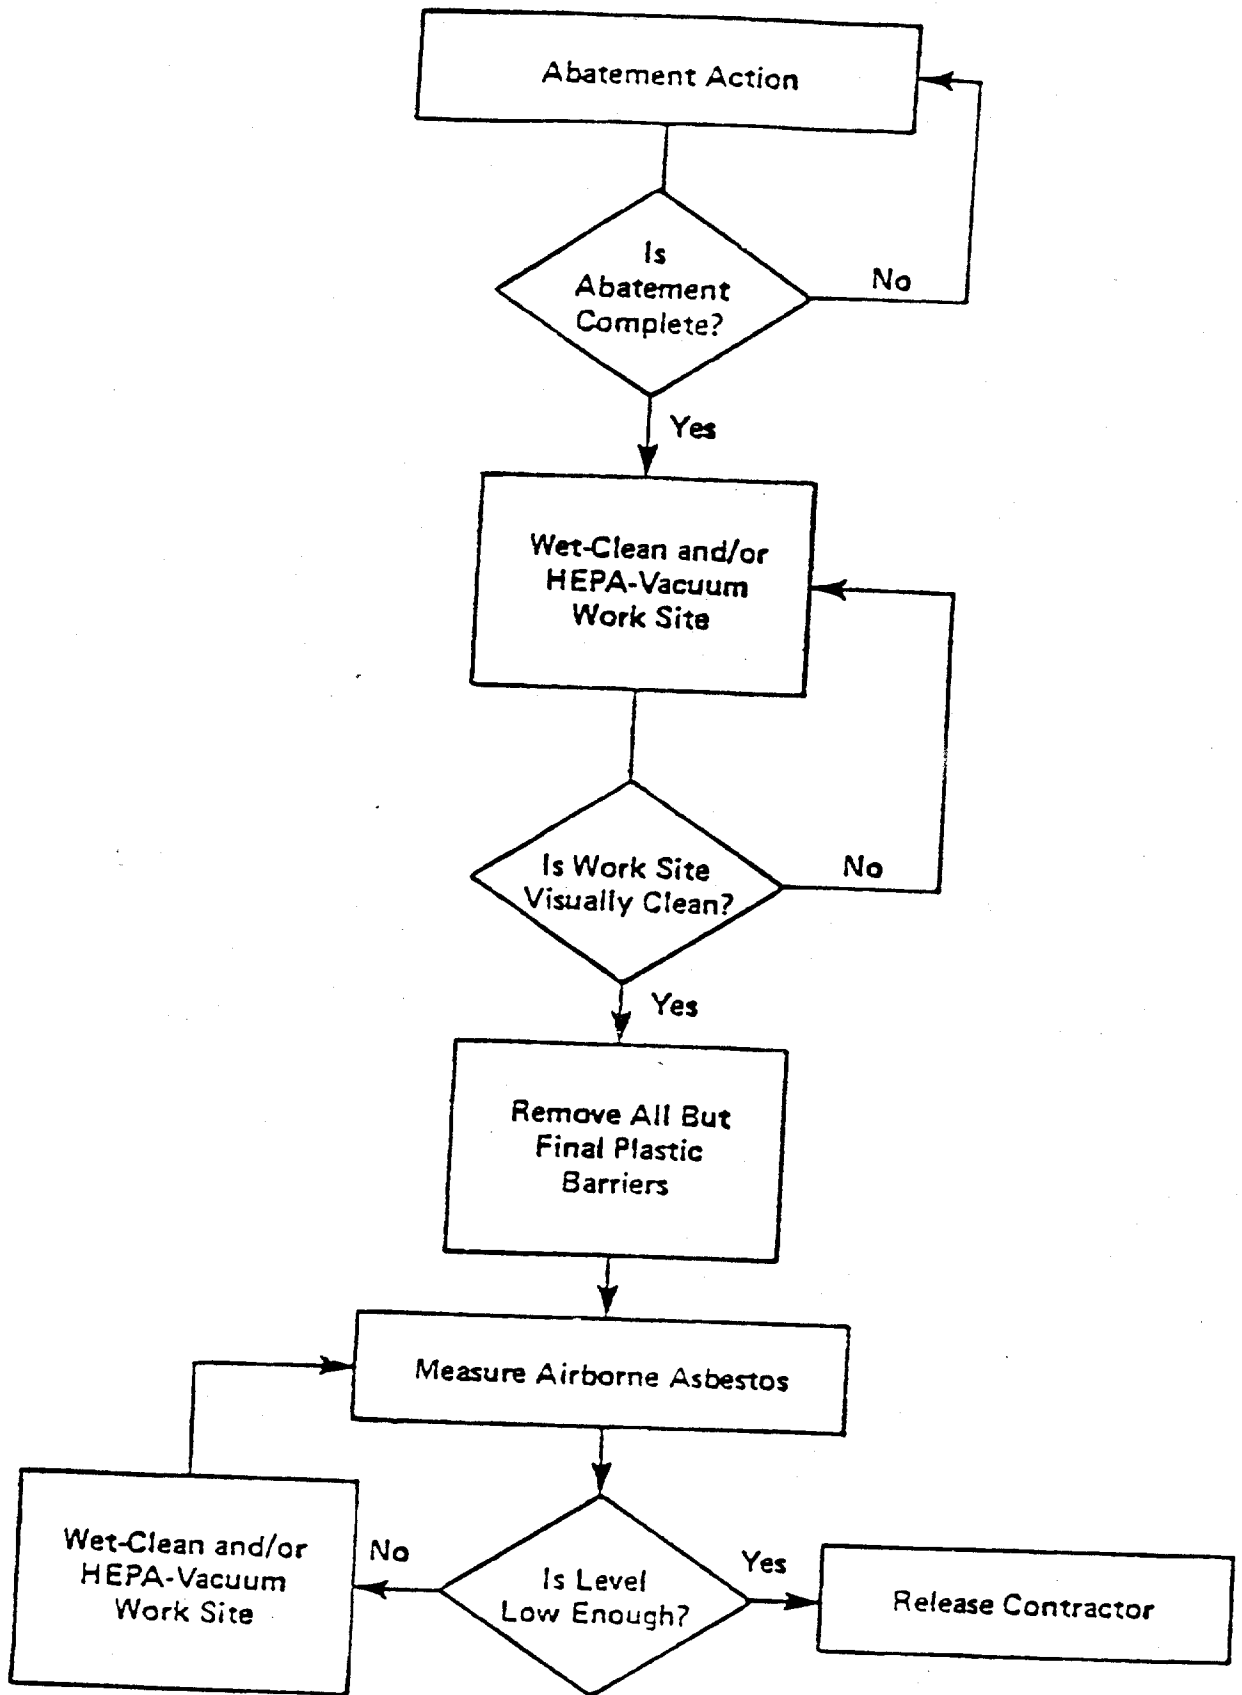 Abatement Action
Is
Abatement
Complete?
No
Yes
Wet-Clean and/or
HEPA-Vacuum
Work Site
Is Work Site
Visually Clean?
No
Yes
Remove All But
Final Plastic
Barriers
Measure Airborne Asbestos
Wet-Clean and/or
HEPA-Vacuum
Work Site
No
Is Level
Low Enough?
Yes
Release Contractor